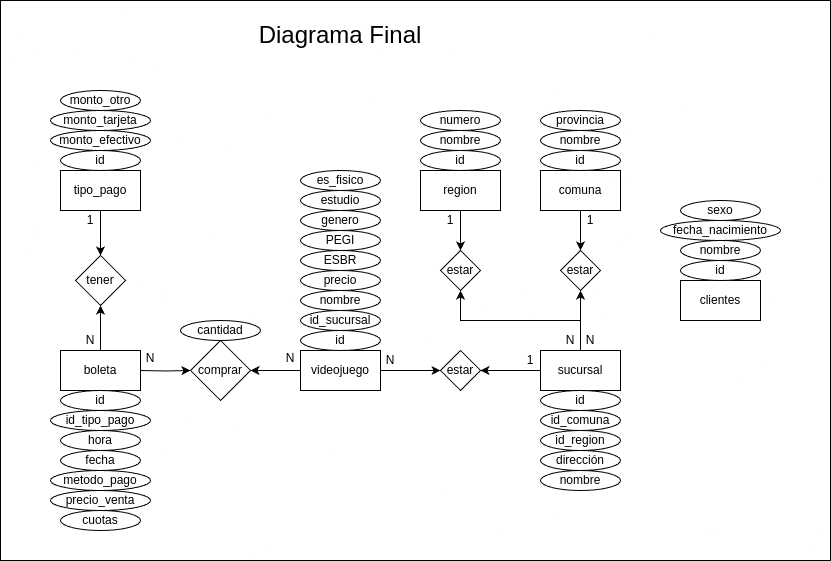 Diagrama Final
monto_otro
monto_tarjeta
monto_efectivo
id
tipo_pago
1
tener
N
boleta
N
id
id_tipo_pago
hora
fecha
metodo_pago
precio_venta
cuotas
cantidad
comprar
N
es_fisico
estudio
genero
PEGI
ESBR
precio
nombre
id_sucursal
id
videojuego
N
estar
1
numero
nombre
id
region
1
estar
N
provincia
nombre
id
comuna
1
estar
N
sucursal
id
id_comuna
id_region
dirección
nombre
sexo
fecha_nacimiento
nombre
id
clientes